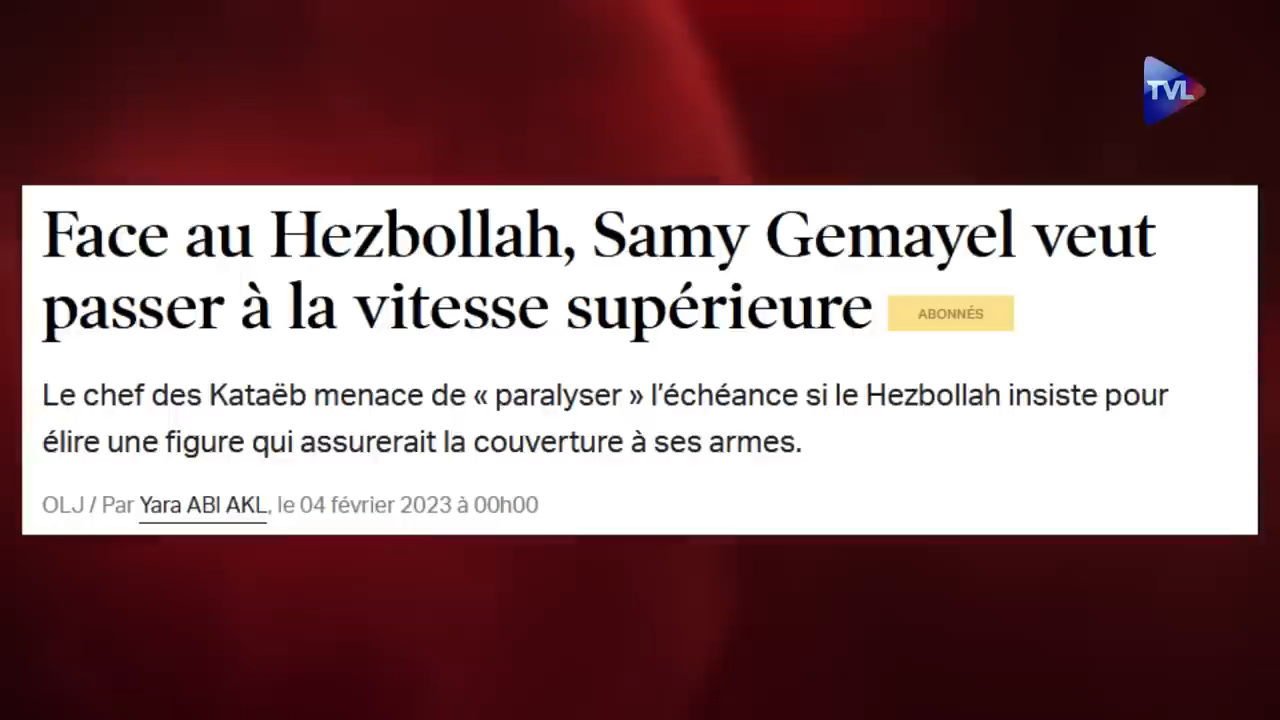 TVL
Face au Hezbollah, Samy Gemayel veut
passer à la vitesse supérieure ABONNÉS
Le chef des Kataëb menace de « paralyser » l'échéance si le Hezbollah insiste pour
élire une figure qui assurerait la couverture à ses armes.
OLJ / Par Yara ABI AKL, le 04 février 2023 à 00h00